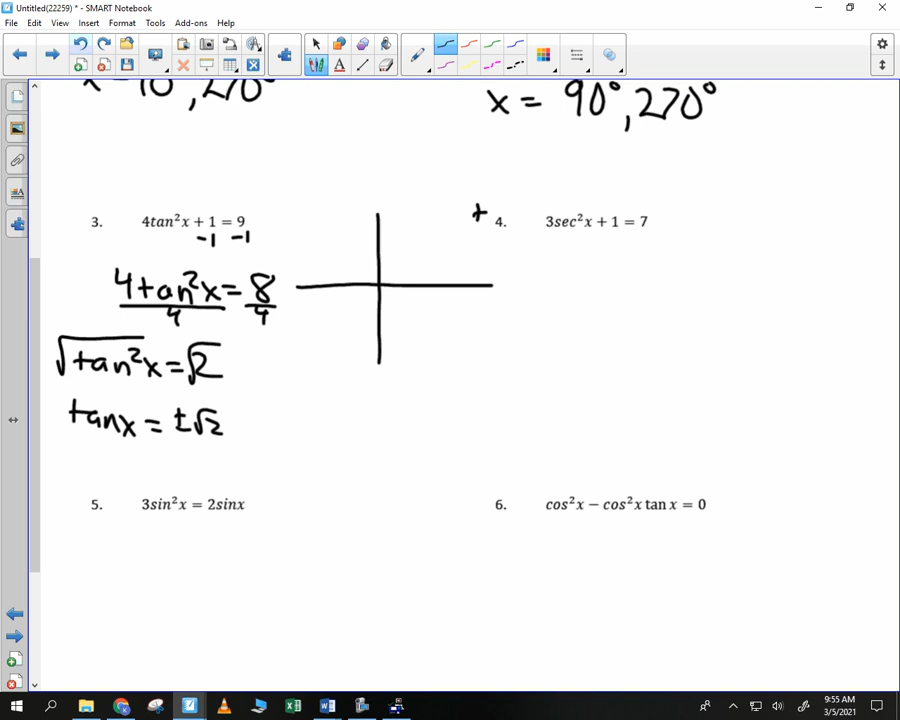 Untitled(22259) * - SMART Notebook
File Edit View Insert Format Tools Add-ons Help
x = 90°, 270°
3. 4tan²x + 1 = 9
-1 -1
4tan²x = 8
4 4
√tan²x = √2
tanx = ±√2
+ 4. 3sec²x + 1 = 7
5. 3sin²x = 2sinx
6. cos²x − cos²x tan x = 0
9:55 AM
3/5/2021